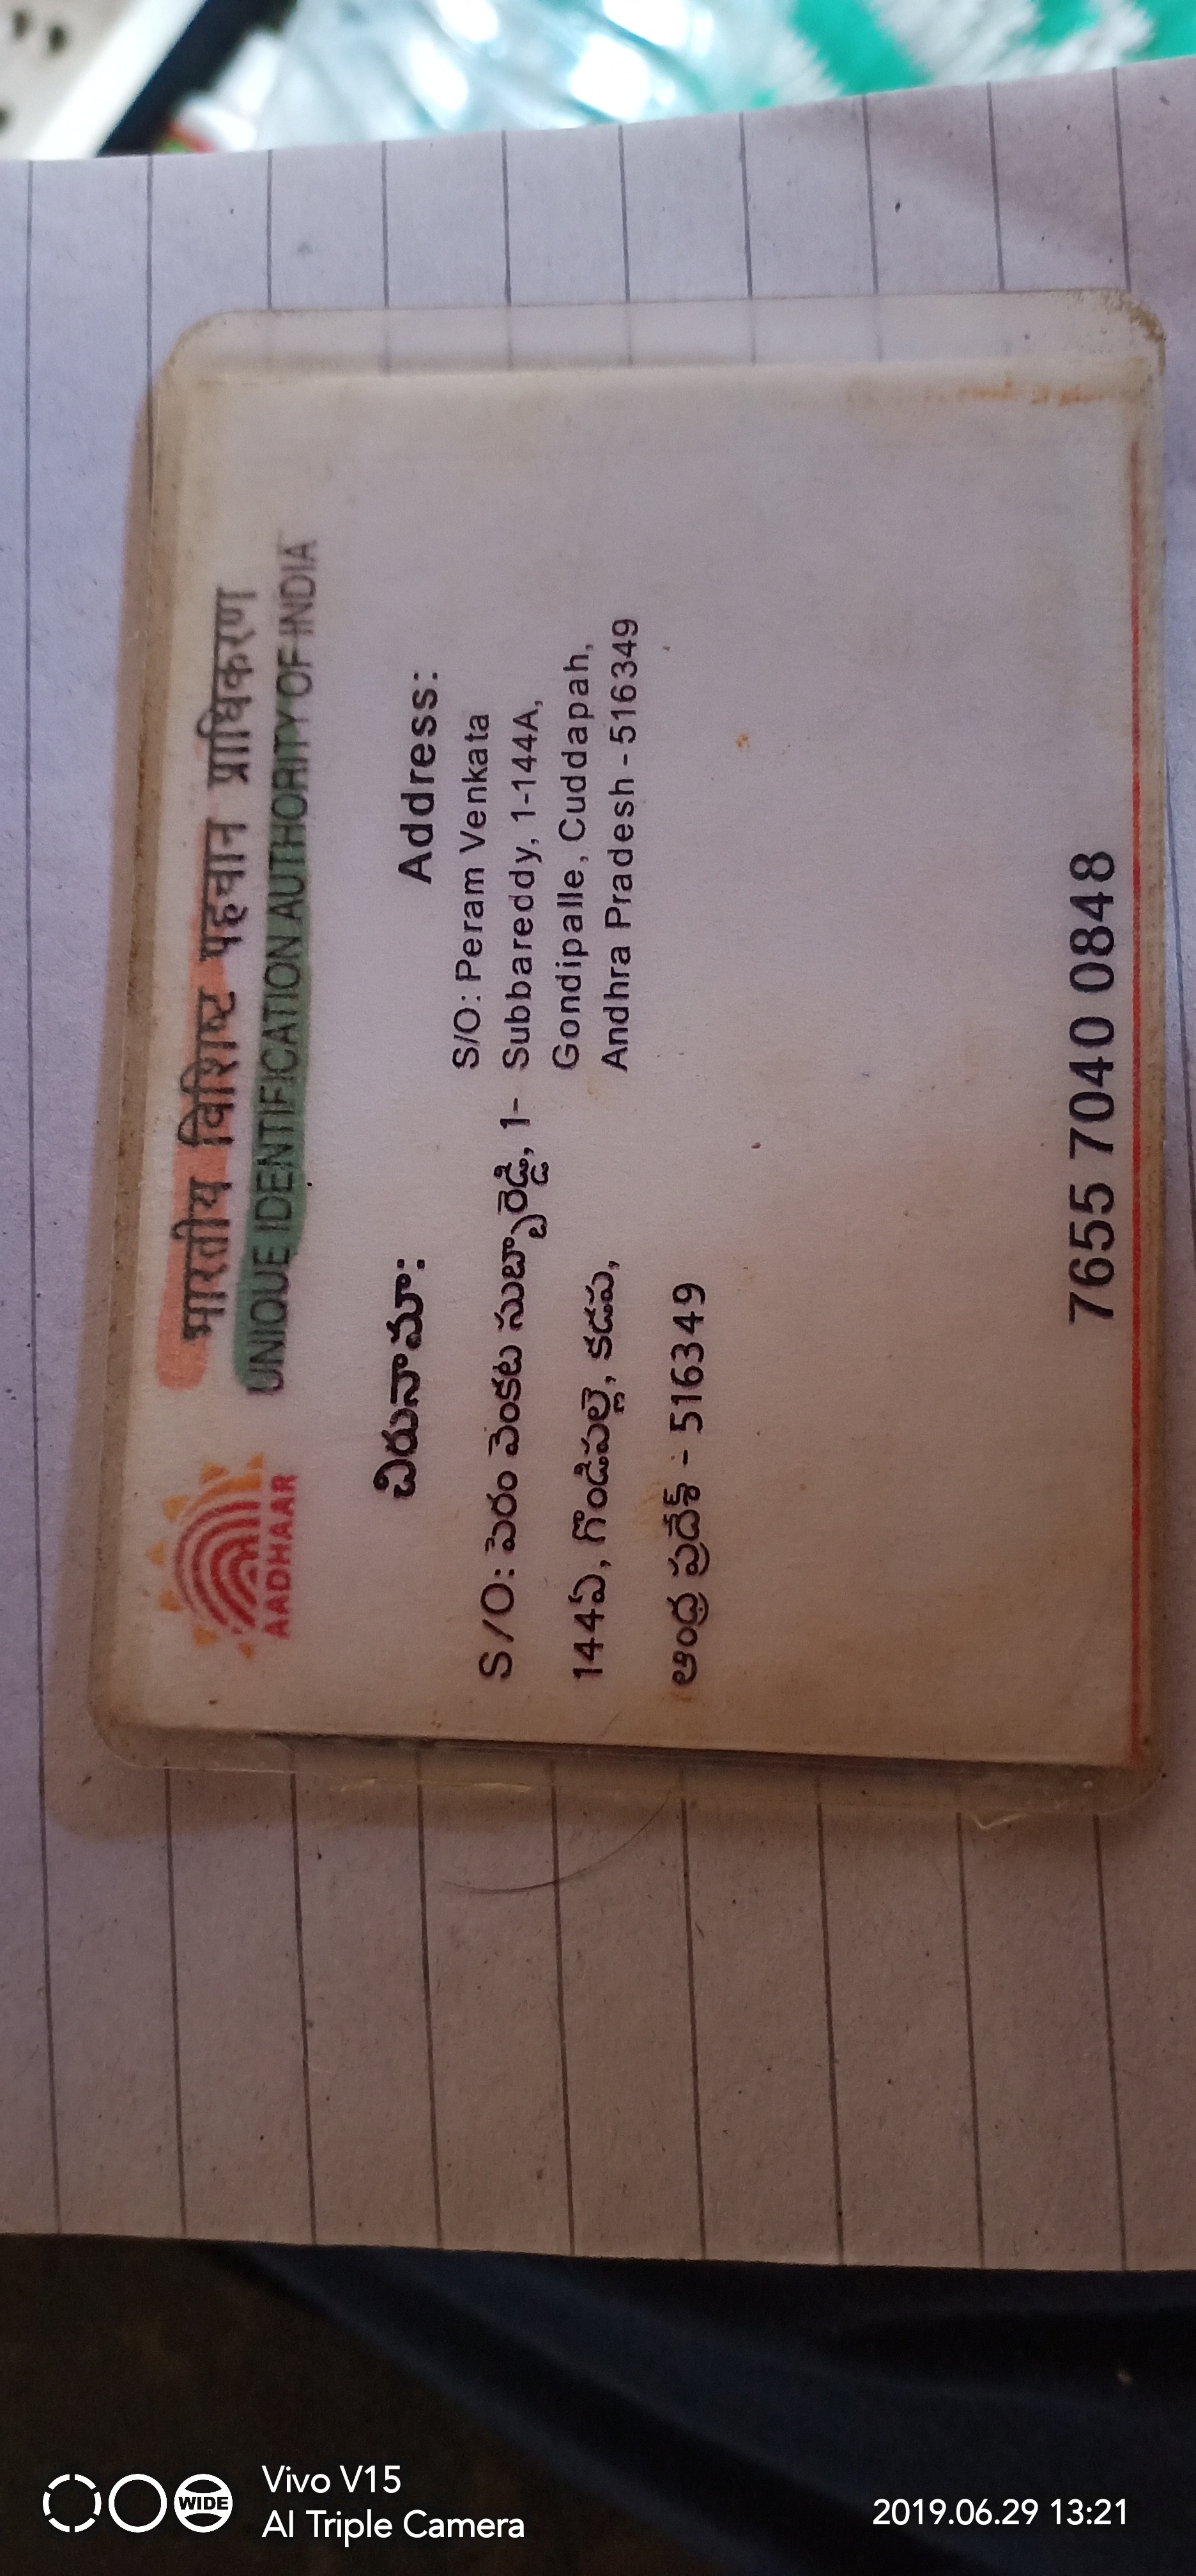 भारतीय विशिष्ट पहचान प्राधिकरण
UNIQUE IDENTIFICATION AUTHORITY OF INDIA
AADHAAR
చిరునామా:
S/O: పెరం వెంకట సుబ్బారెడ్డి, 1-
144ఏ, గొండిపల్లె, కడప,
ఆంధ్ర ప్రదేశ్ - 516349
Address:
S/O: Peram Venkata
Subbareddy, 1-144A,
Gondipalle, Cuddapah,
Andhra Pradesh - 516349
7655 7040 0848
WIDE
Vivo V15
AI Triple Camera
2019.06.29 13:21